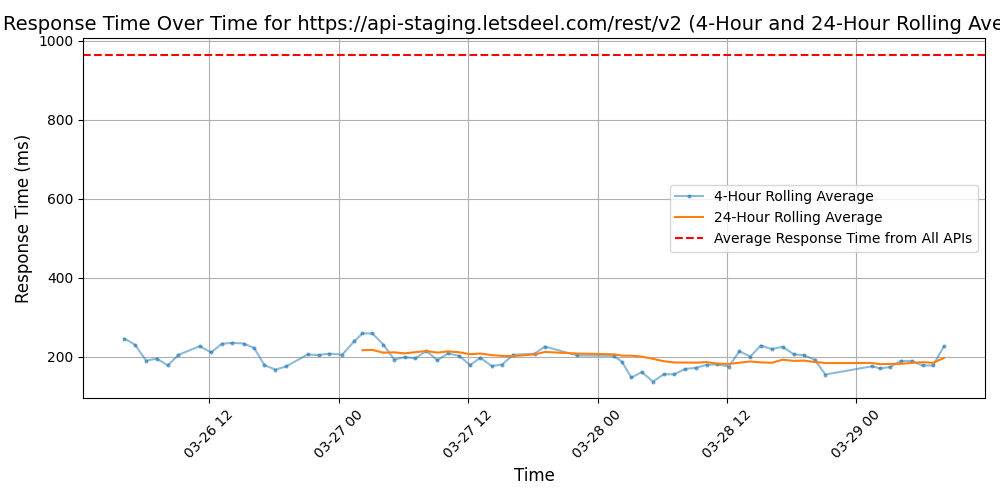 Response Time Over Time for https://api-staging.letsdeel.com/rest/v2 (4-Hour and 24-Hour Rolling Ave
1000
800
600
400
200
Response Time (ms)
4-Hour Rolling Average
24-Hour Rolling Average
Average Response Time from All APIs
03-26 12
03-27 00
03-27 12
03-28 00
03-28 12
03-29 00
Time